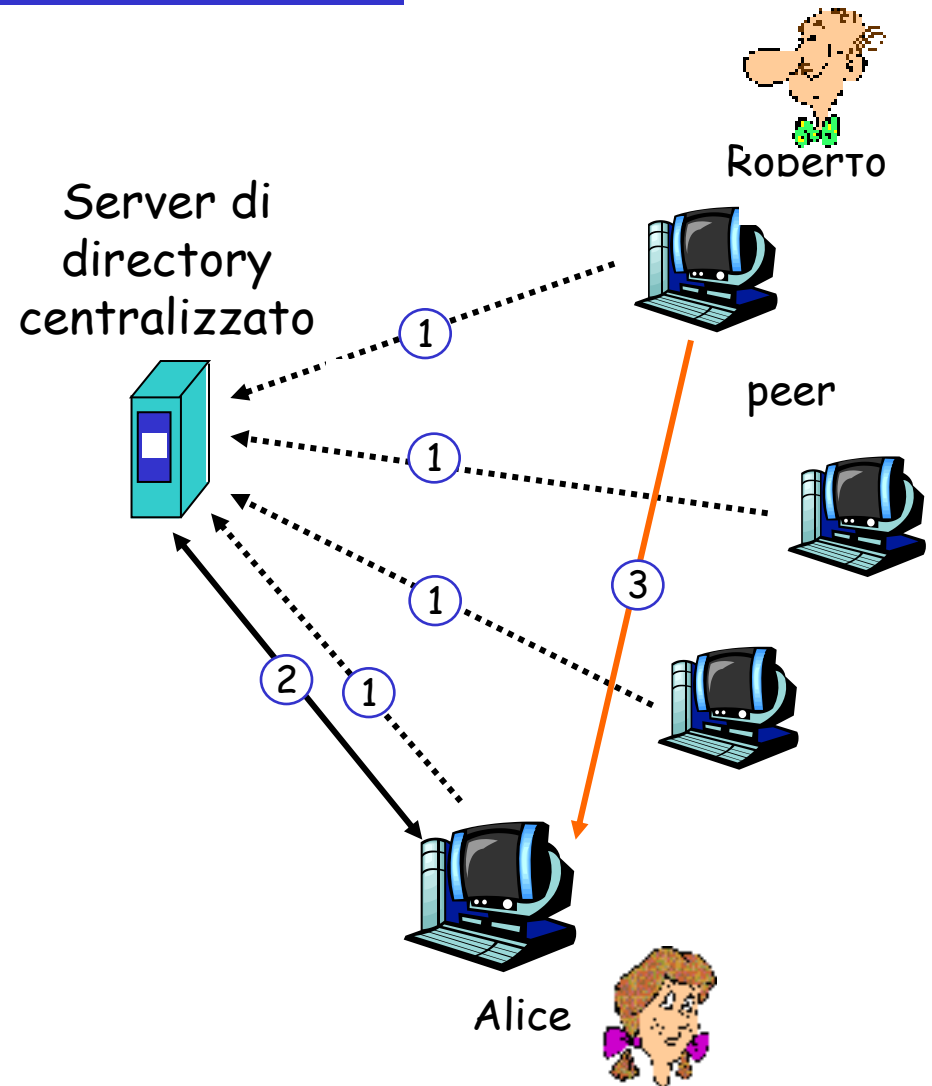 Roberto
Server di
directory
centralizzato
1
peer
1
1
3
2
1
Alice